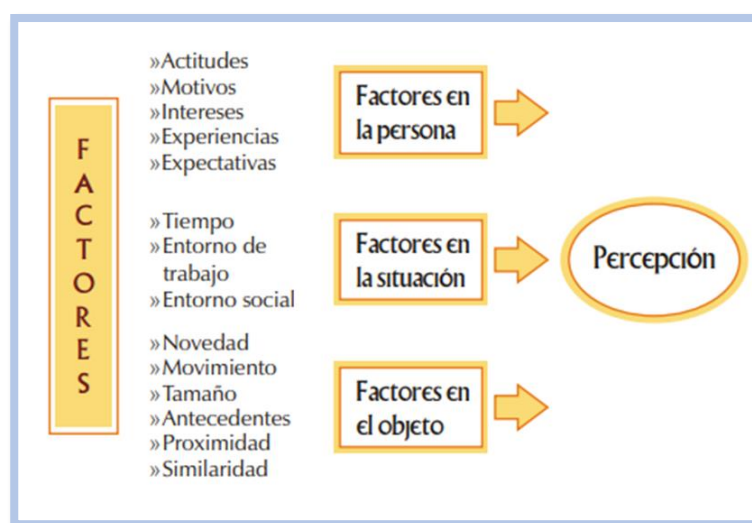 FACTORES
»Actitudes
»Motivos
»Intereses
»Experiencias
»Expectativas
Factores en
la persona
»Tiempo
»Entorno de
trabajo
»Entorno social
Factores en
la situación
Percepción
»Novedad
»Movimiento
»Tamaño
»Antecedentes
»Proximidad
»Similaridad
Factores en
el objeto